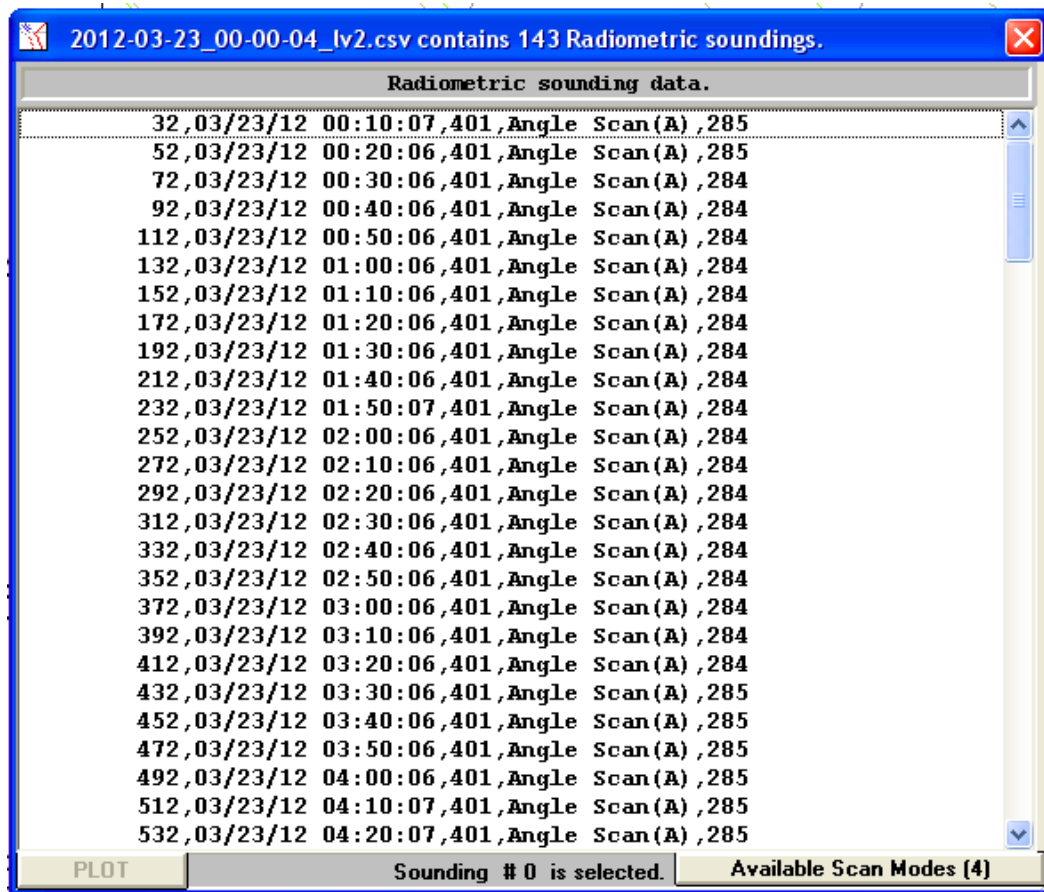 2012-03-23_00-00-04_lv2.csv contains 143 Radiometric soundings.
Radiometric sounding data.
32,03/23/12 00:10:07,401,Angle Scan(A),285
52,03/23/12 00:20:06,401,Angle Scan(A),285
72,03/23/12 00:30:06,401,Angle Scan(A),284
92,03/23/12 00:40:06,401,Angle Scan(A),284
112,03/23/12 00:50:06,401,Angle Scan(A),284
132,03/23/12 01:00:06,401,Angle Scan(A),284
152,03/23/12 01:10:06,401,Angle Scan(A),284
172,03/23/12 01:20:06,401,Angle Scan(A),284
192,03/23/12 01:30:06,401,Angle Scan(A),284
212,03/23/12 01:40:06,401,Angle Scan(A),284
232,03/23/12 01:50:07,401,Angle Scan(A),284
252,03/23/12 02:00:06,401,Angle Scan(A),284
272,03/23/12 02:10:06,401,Angle Scan(A),284
292,03/23/12 02:20:06,401,Angle Scan(A),284
312,03/23/12 02:30:06,401,Angle Scan(A),284
332,03/23/12 02:40:06,401,Angle Scan(A),284
352,03/23/12 02:50:06,401,Angle Scan(A),284
372,03/23/12 03:00:06,401,Angle Scan(A),284
392,03/23/12 03:10:06,401,Angle Scan(A),284
412,03/23/12 03:20:06,401,Angle Scan(A),284
432,03/23/12 03:30:06,401,Angle Scan(A),285
452,03/23/12 03:40:06,401,Angle Scan(A),285
472,03/23/12 03:50:06,401,Angle Scan(A),285
492,03/23/12 04:00:06,401,Angle Scan(A),285
512,03/23/12 04:10:07,401,Angle Scan(A),285
532,03/23/12 04:20:07,401,Angle Scan(A),285
PLOT Sounding # 0 is selected. Available Scan Modes (4)